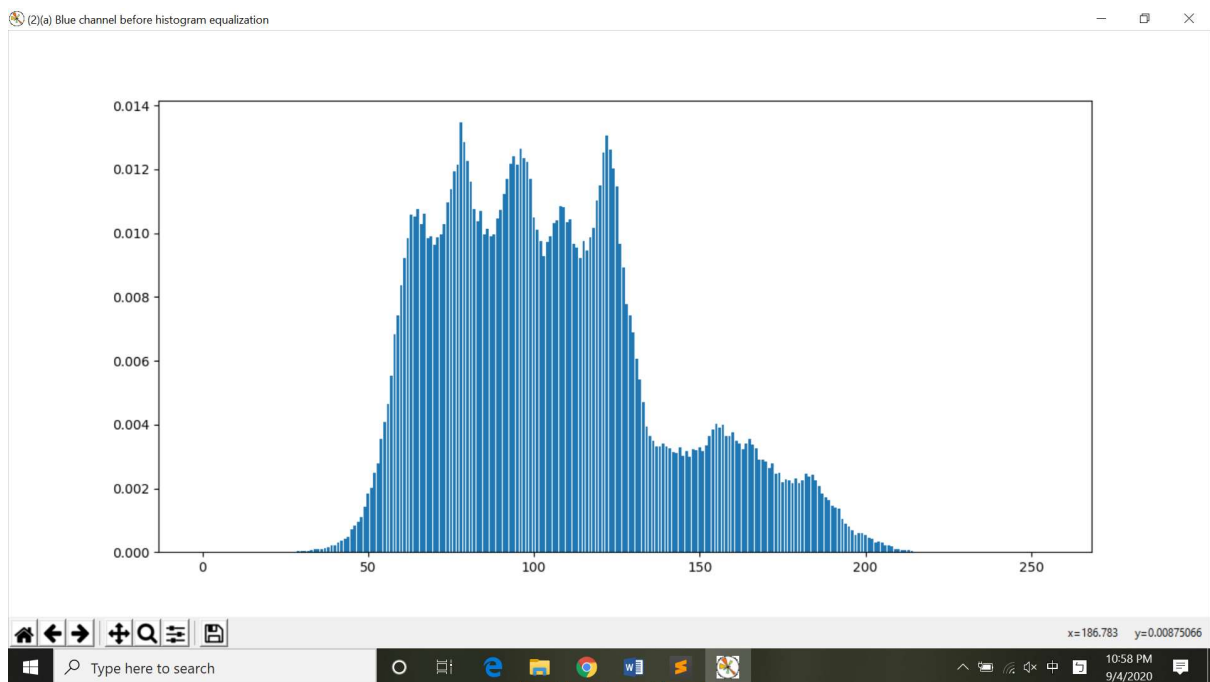 (2)(a) Blue channel before histogram equalization
0.014
0.012
0.010
0.008
0.006
0.004
0.002
0.000
0 50 100 150 200 250
x=186.783 y=0.00875066
Type here to search
中
10:58 PM
9/4/2020